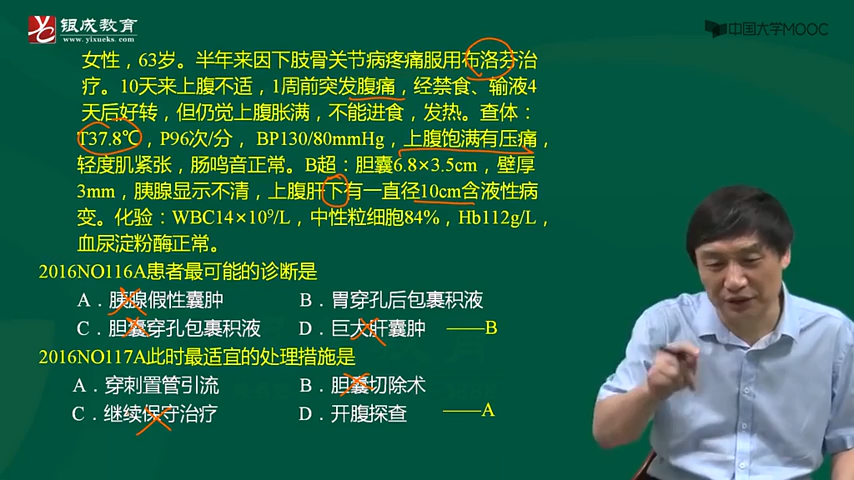 银成教育
www.yixueks.com
中国大学MOOC
女性，63岁。半年来因下肢骨关节病疼痛服用布洛芬治
疗。10天来上腹不适，1周前突发腹痛，经禁食、输液4
天后好转，但仍觉上腹胀满，不能进食，发热。查体：
T37.8℃，P96次/分， BP130/80mmHg，上腹饱满有压痛，
轻度肌紧张，肠鸣音正常。B超：胆囊6.8×3.5cm，壁厚
3mm，胰腺显示不清，上腹肝下有一直径10cm含液性病
变。化验：WBC14×10⁹/L，中性粒细胞84%，Hb112g/L，
血尿淀粉酶正常。
2016NO116A患者最可能的诊断是
A．胰腺假性囊肿 B．胃穿孔后包裹积液
C．胆囊穿孔包裹积液 D．巨大肝囊肿 ——B
2016NO117A此时最适宜的处理措施是
A．穿刺置管引流 B．胆囊切除术
C．继续保守治疗 D．开腹探查 ——A